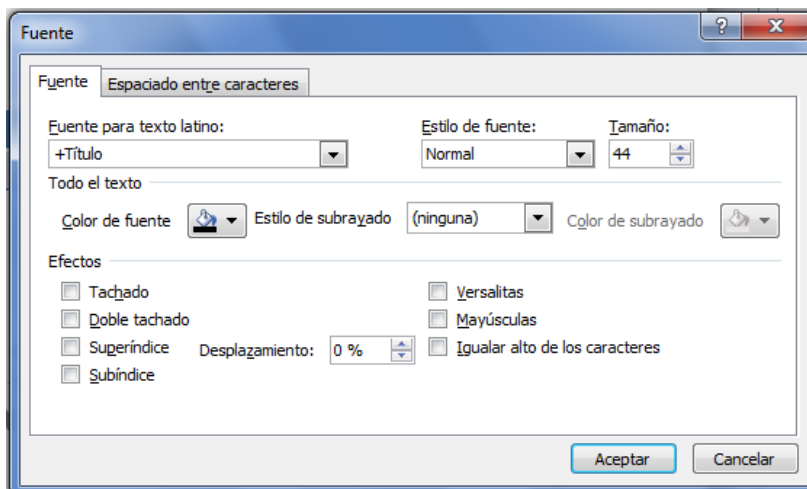 Fuente
Fuente Espaciado entre caracteres
Fuente para texto latino: Estilo de fuente: Tamaño:
+Título Normal 44
Todo el texto
Color de fuente Estilo de subrayado (ninguna) Color de subrayado
Efectos
Tachado Versalitas
Doble tachado Mayúsculas
Superíndice Desplazamiento: 0 % Igualar alto de los caracteres
Subíndice
Aceptar Cancelar